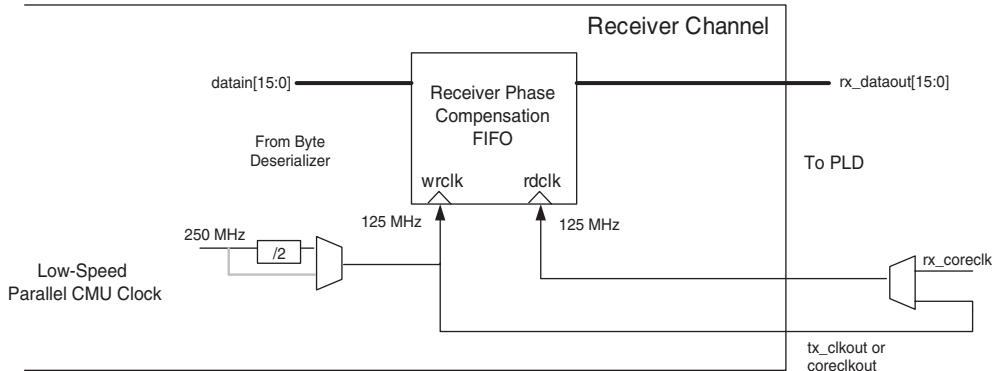 Receiver Channel
datain[15:0]
Receiver Phase
Compensation
FIFO
rx_dataout[15:0]
From Byte
Deserializer
To PLD
wrclk
rdclk
125 MHz
125 MHz
250 MHz
/2
Low-Speed
Parallel CMU Clock
rx_coreclk
tx_clkout or
coreclkout